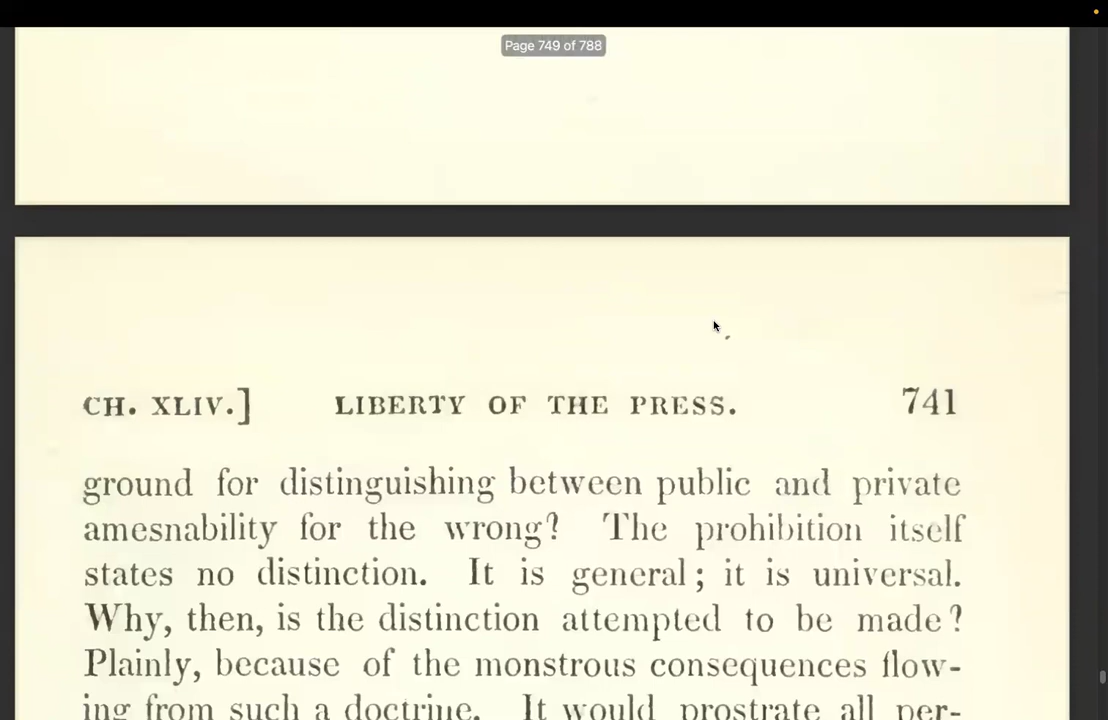 Page 749 of 788
CH. XLIV.] LIBERTY OF THE PRESS. 741
ground for distinguishing between public and private
amesnability for the wrong? The prohibition itself
states no distinction. It is general; it is universal.
Why, then, is the distinction attempted to be made?
Plainly, because of the monstrous consequences flow-
ing from such a doctrine. It would prostrate all per-